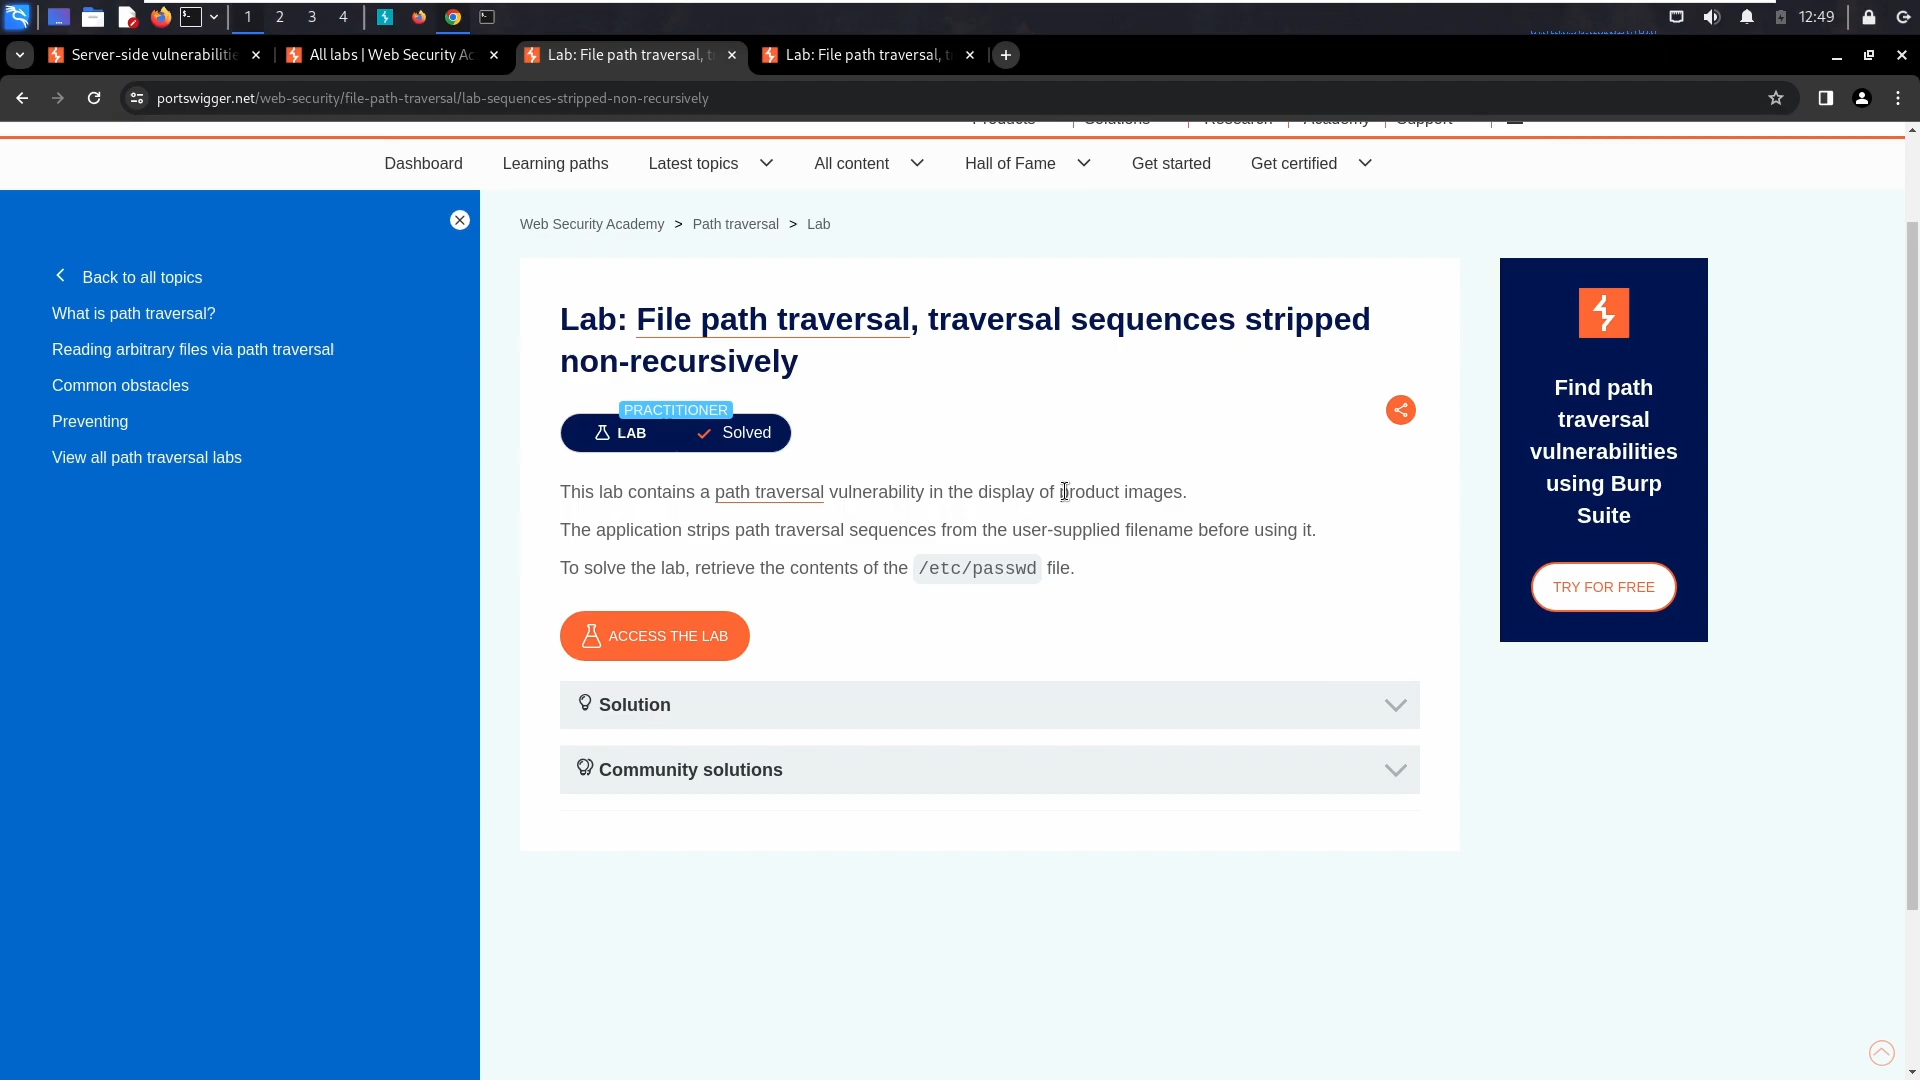 1 2 3 4 12:49
Server-side vulnerabilitie All labs | Web Security Ac Lab: File path traversal, t Lab: File path traversal, t
portswigger.net/web-security/file-path-traversal/lab-sequences-stripped-non-recursively
Products Solutions Research Academy Support
Dashboard Learning paths Latest topics All content Hall of Fame Get started Get certified
Web Security Academy > Path traversal > Lab
Back to all topics
What is path traversal?
Reading arbitrary files via path traversal
Common obstacles
Preventing
View all path traversal labs
Lab: File path traversal, traversal sequences stripped
non-recursively
PRACTITIONER
LAB Solved
This lab contains a path traversal vulnerability in the display of product images.
The application strips path traversal sequences from the user-supplied filename before using it.
To solve the lab, retrieve the contents of the /etc/passwd file.
ACCESS THE LAB
Solution
Community solutions
Find path
traversal
vulnerabilities
using Burp
Suite
TRY FOR FREE